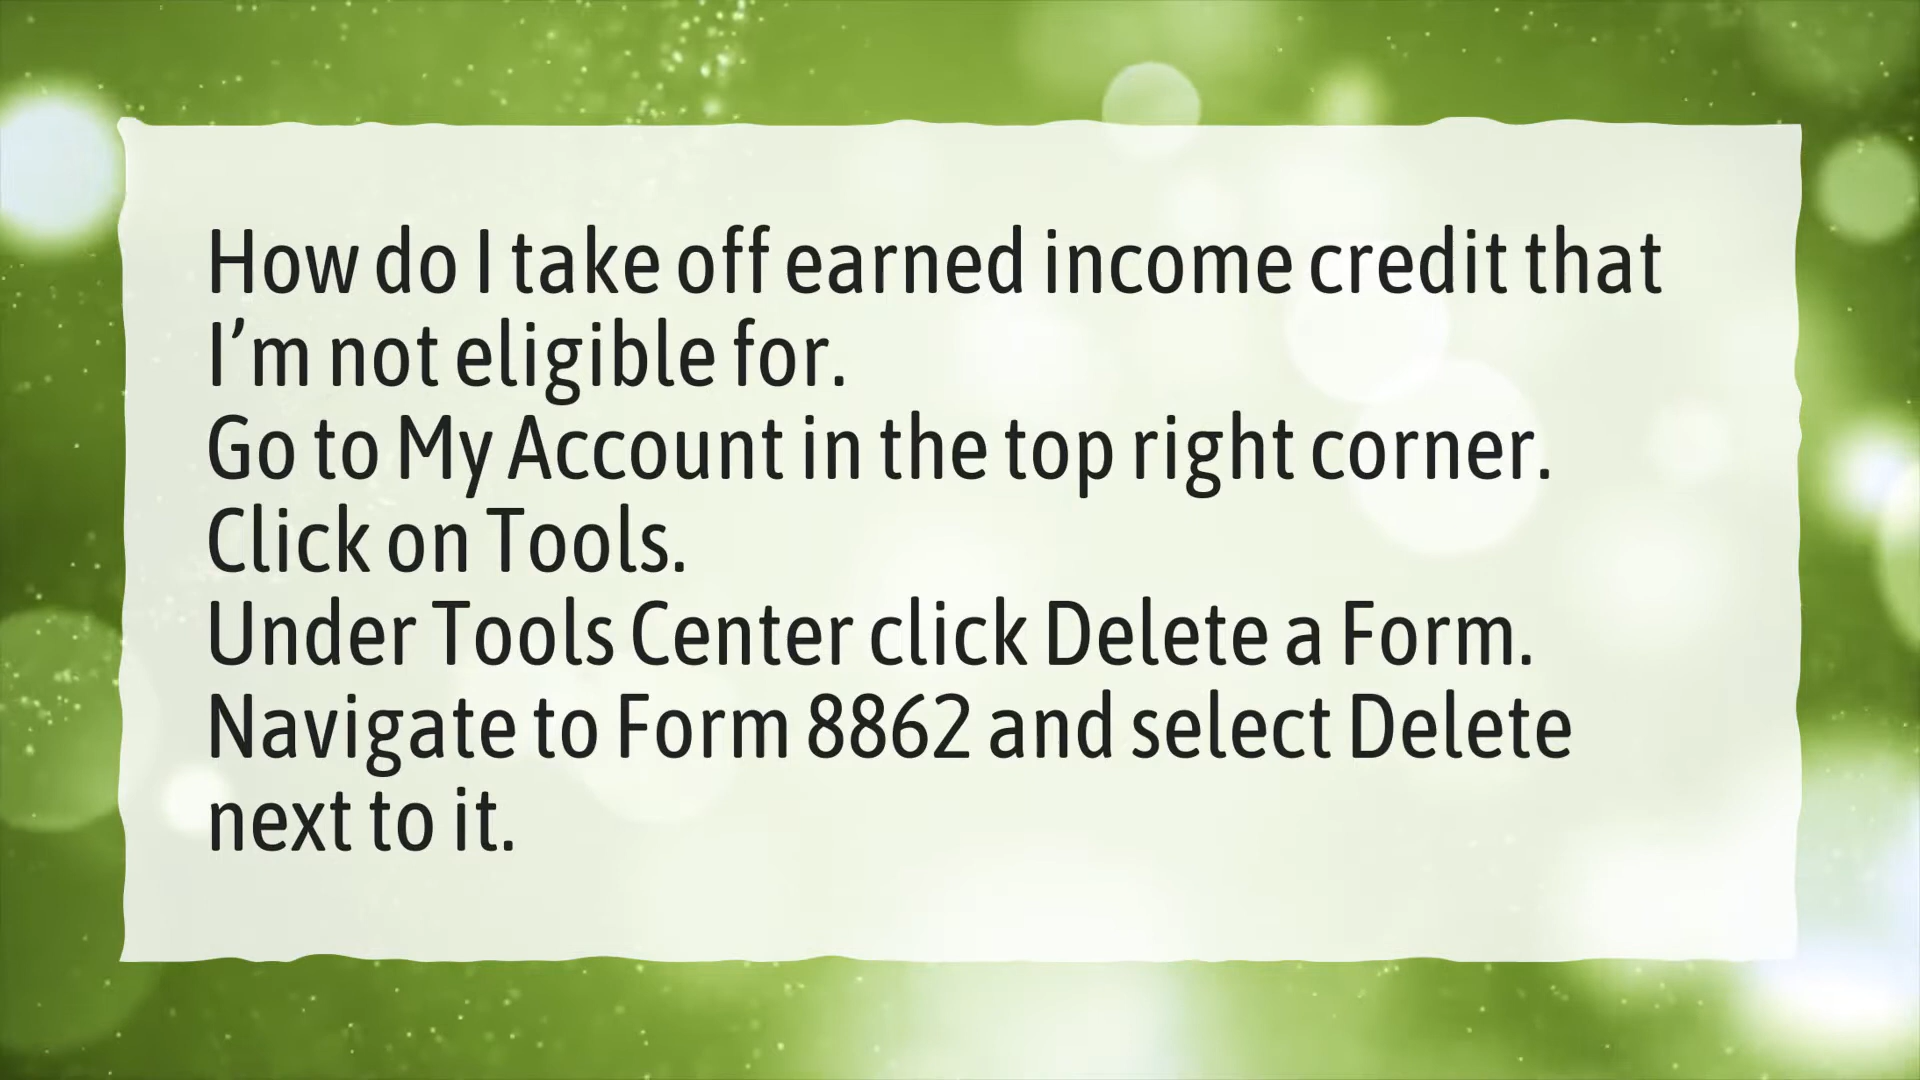 How do I take off earned income credit that
I’m not eligible for.
Go to My Account in the top right corner.
Click on Tools.
Under Tools Center click Delete a Form.
Navigate to Form 8862 and select Delete
next to it.